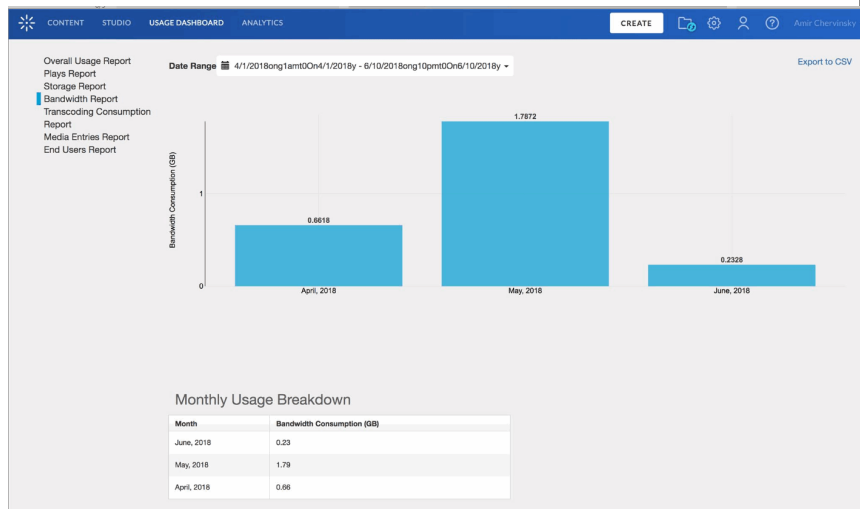 CONTENT STUDIO USAGE DASHBOARD ANALYTICS CREATE Amir Chervinsky
Overall Usage Report
Plays Report
Storage Report
Bandwidth Report
Transcoding Consumption
Report
Media Entries Report
End Users Report
Date Range 4/1/2018ong1amt0On4/1/2018y - 6/10/2018ong10pmt0On6/10/2018y
Export to CSV
Bandwidth Consumption (GB)
1
0
0.6618
1.7872
0.2328
April, 2018
May, 2018
June, 2018
Monthly Usage Breakdown
Month Bandwidth Consumption (GB)
June, 2018 0.23
May, 2018 1.79
April, 2018 0.66